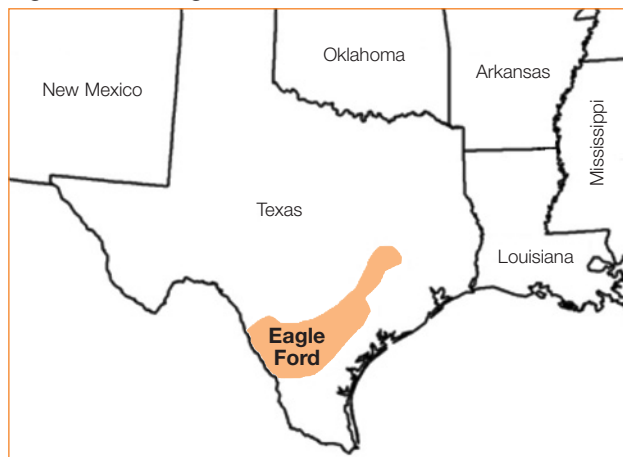 Oklahoma
Arkansas
New Mexico
Mississippi
Texas
Louisiana
Eagle
Ford